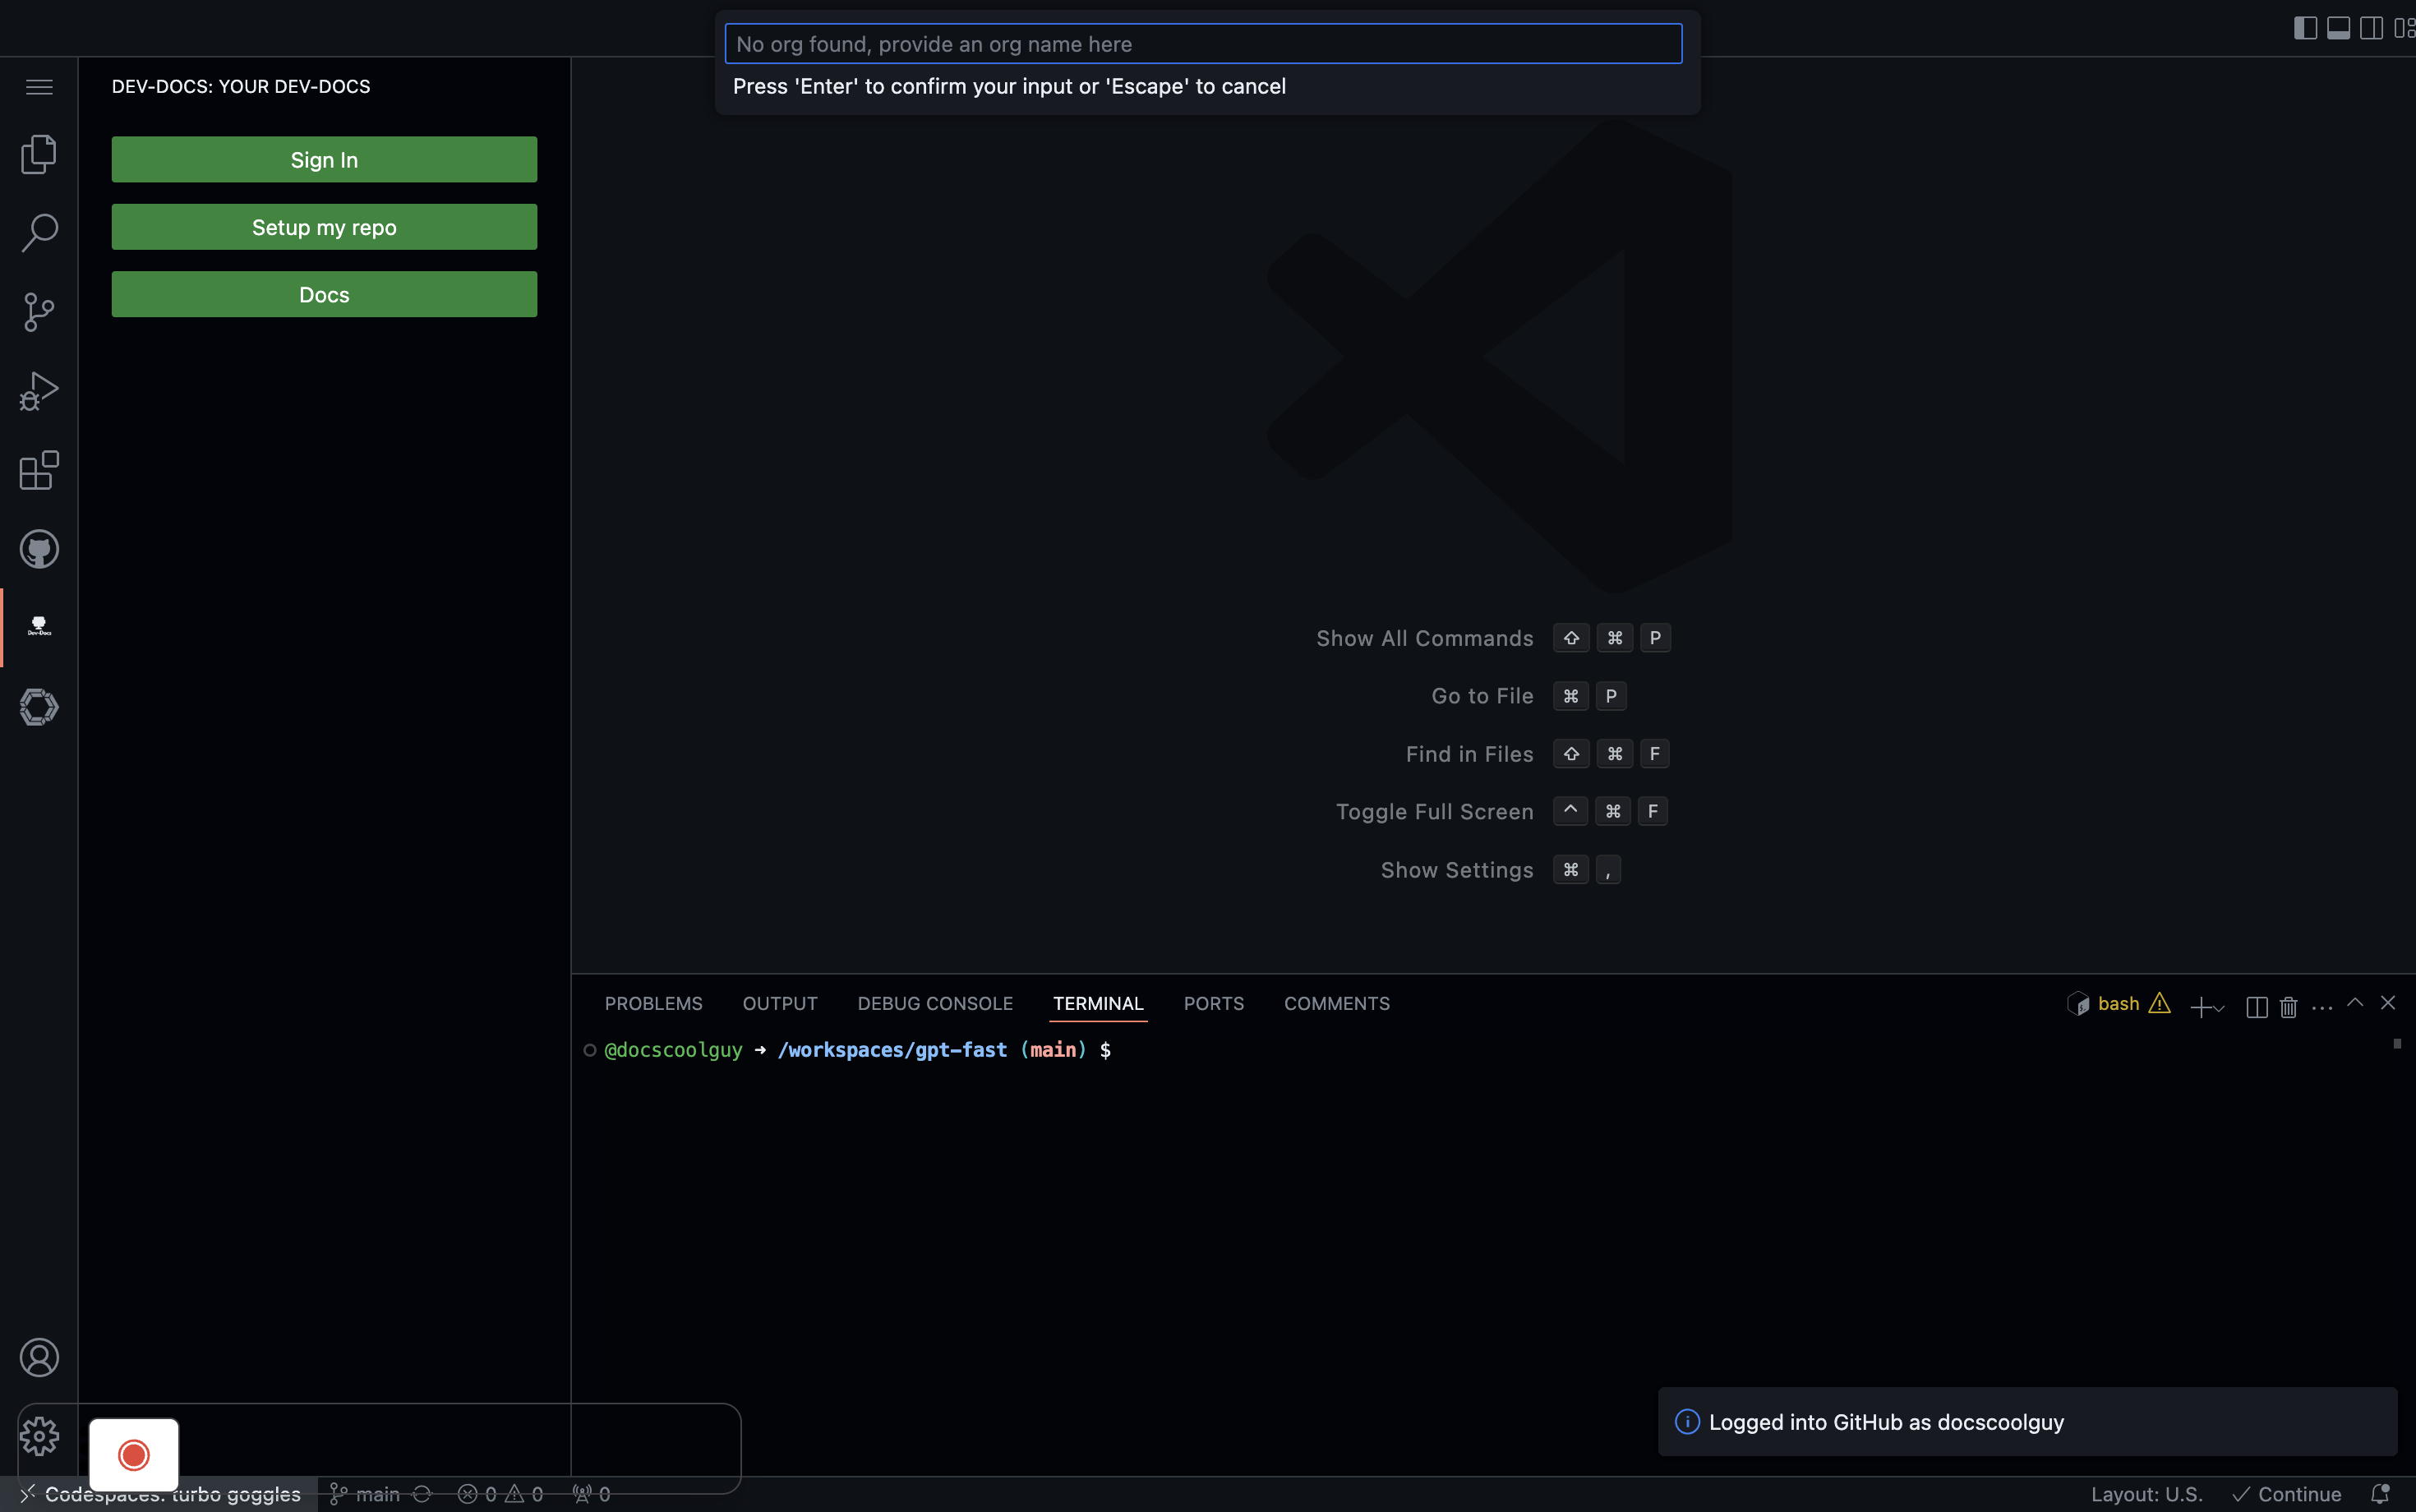 No org found, provide an org name here
Press 'Enter' to confirm your input or 'Escape' to cancel
DEV-DOCS: YOUR DEV-DOCS
Sign In
Setup my repo
Docs
Dev-Docs
Show All Commands ⇧ ⌘ P
Go to File ⌘ P
Find in Files ⇧ ⌘ F
Toggle Full Screen ^ ⌘ F
Show Settings ⌘ ,
PROBLEMS OUTPUT DEBUG CONSOLE TERMINAL PORTS COMMENTS
bash
@docscoolguy ➜ /workspaces/gpt-fast (main) $
Logged into GitHub as docscoolguy
Codespaces: turbo goggles main 0 0 0
Layout: U.S. Continue